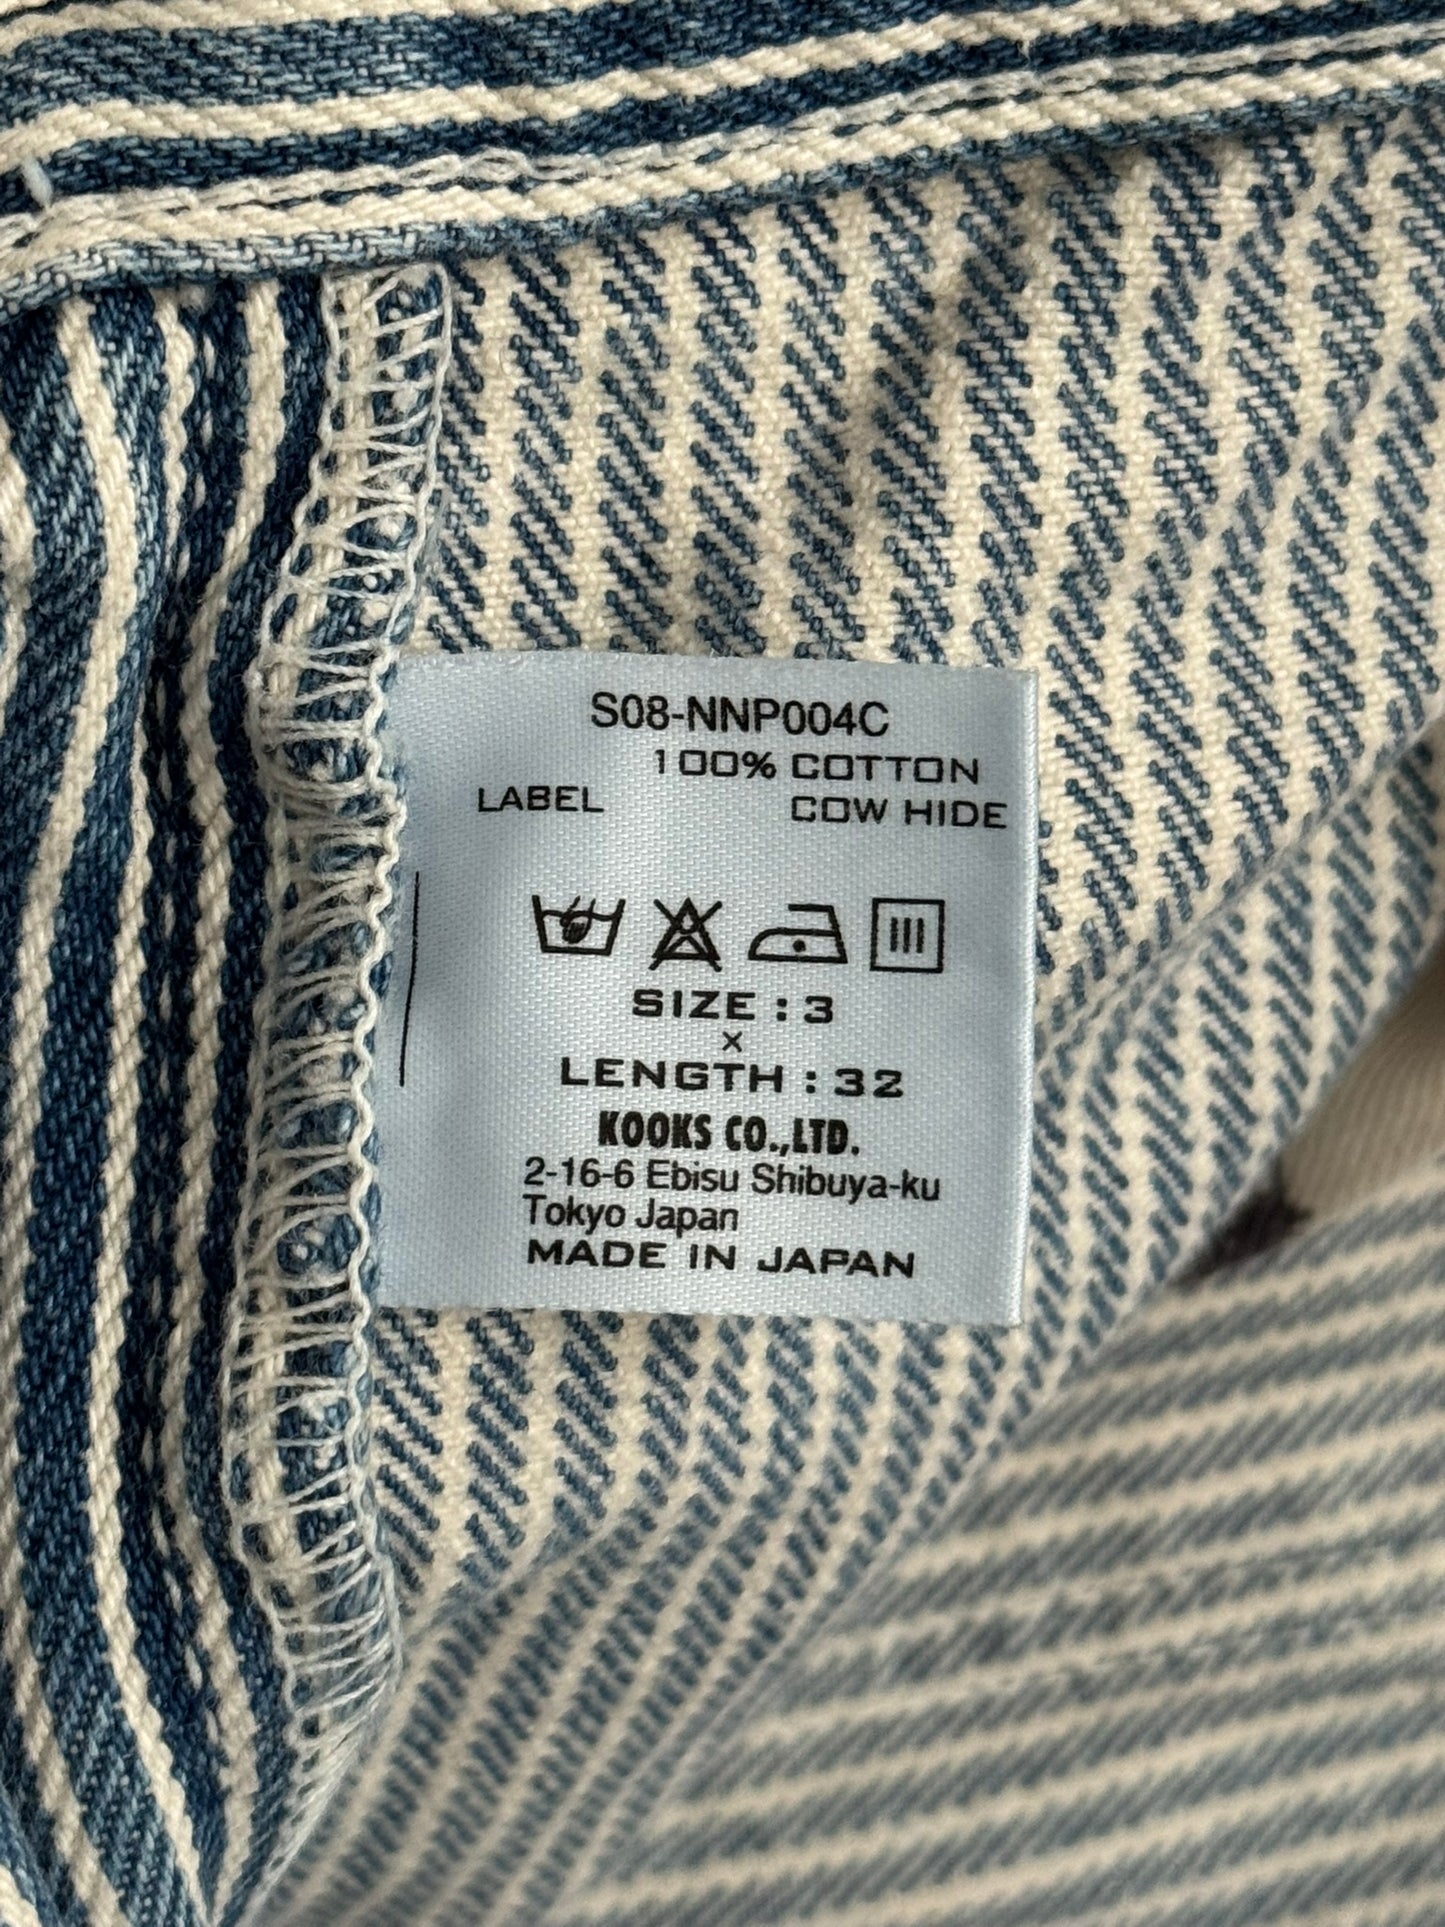 S08-NNP004C
100% COTTON
LABEL COW HIDE
SIZE : 3
×
LENGTH : 32
KOOKS CO.,LTD.
2-16-6 Ebisu Shibuya-ku
Tokyo Japan
MADE IN JAPAN